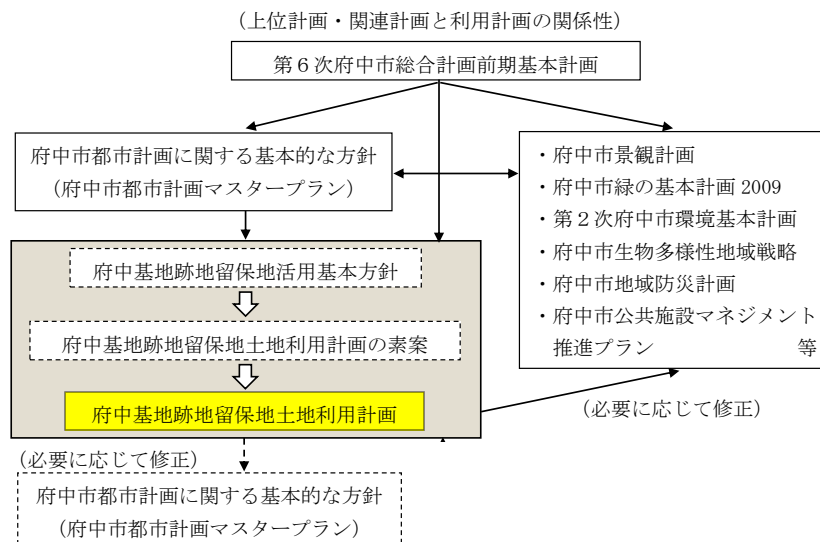 （上位計画・関連計画と利用計画の関係性）
第６次府中市総合計画前期基本計画
府中市都市計画に関する基本的な方針
（府中市都市計画マスタープラン）
・府中市景観計画
・府中市緑の基本計画 2009
・第２次府中市環境基本計画
・府中市生物多様性地域戦略
・府中市地域防災計画
・府中市公共施設マネジメント
推進プラン 等
府中基地跡地留保地活用基本方針
府中基地跡地留保地土地利用計画の素案
府中基地跡地留保地土地利用計画
（必要に応じて修正）
（必要に応じて修正）
府中市都市計画に関する基本的な方針
（府中市都市計画マスタープラン）